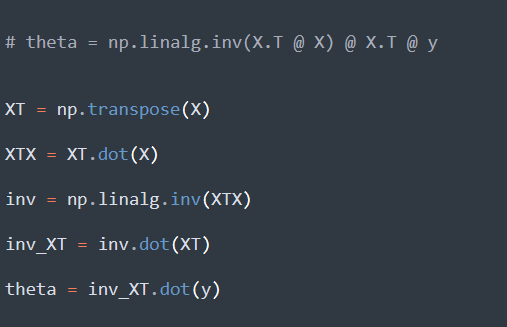 # theta = np.linalg.inv(X.T @ X) @ X.T @ y
XT = np.transpose(X)
XTX = XT.dot(X)
inv = np.linalg.inv(XTX)
inv_XT = inv.dot(XT)
theta = inv_XT.dot(y)